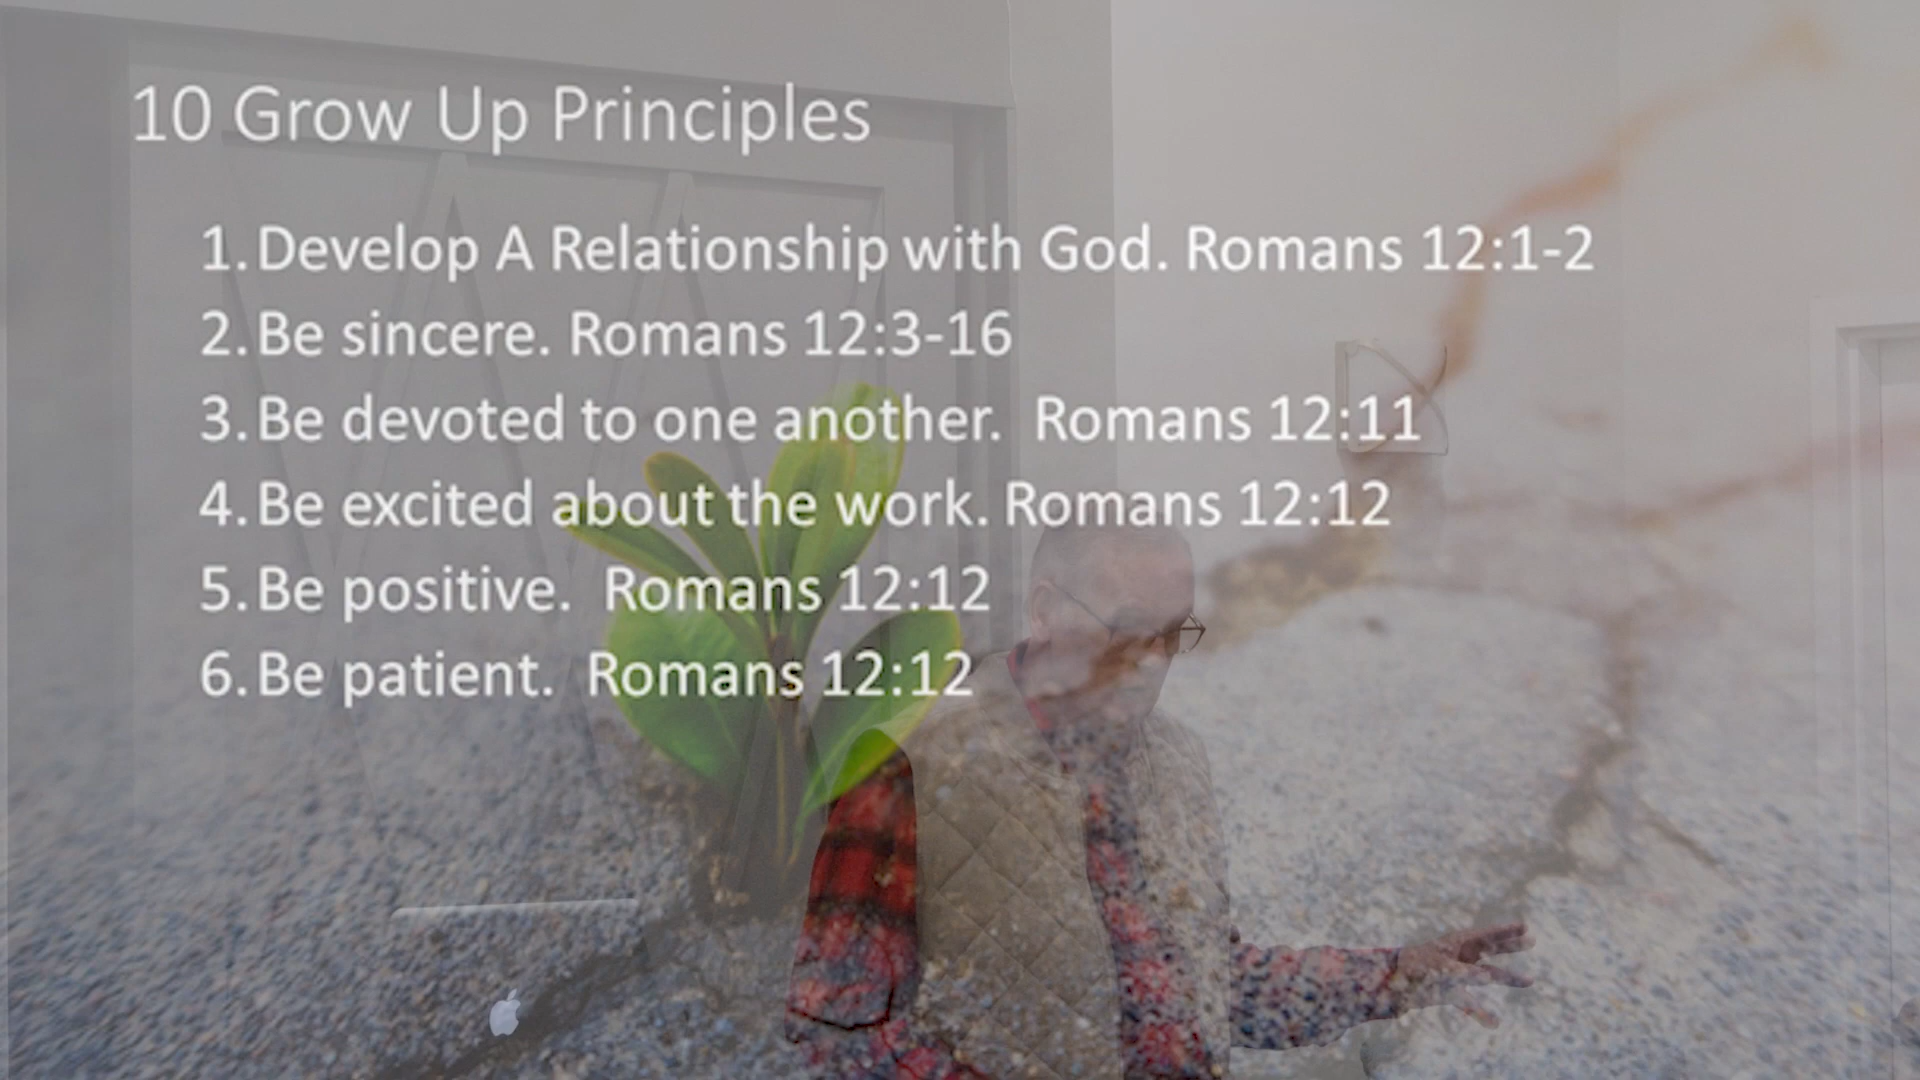 10 Grow Up Principles
1. Develop A Relationship with God. Romans 12:1-2
2. Be sincere. Romans 12:3-16
3. Be devoted to one another.  Romans 12:11
4. Be excited about the work. Romans 12:12
5. Be positive.  Romans 12:12
6. Be patient.  Romans 12:12